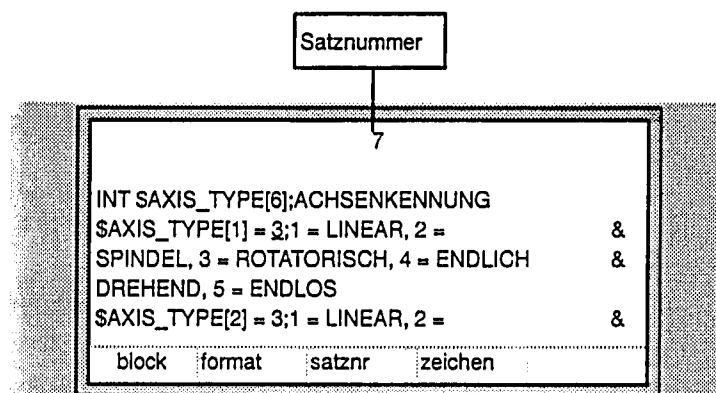 Satznummer
7
INT $AXIS_TYPE[6];ACHSENKENNUNG
$AXIS_TYPE[1] = 3;1 = LINEAR, 2 = &
SPINDEL, 3 = ROTATORISCH, 4 = ENDLICH &
DREHEND, 5 = ENDLOS
$AXIS_TYPE[2] = 3;1 = LINEAR, 2 = &
block format satznr zeichen